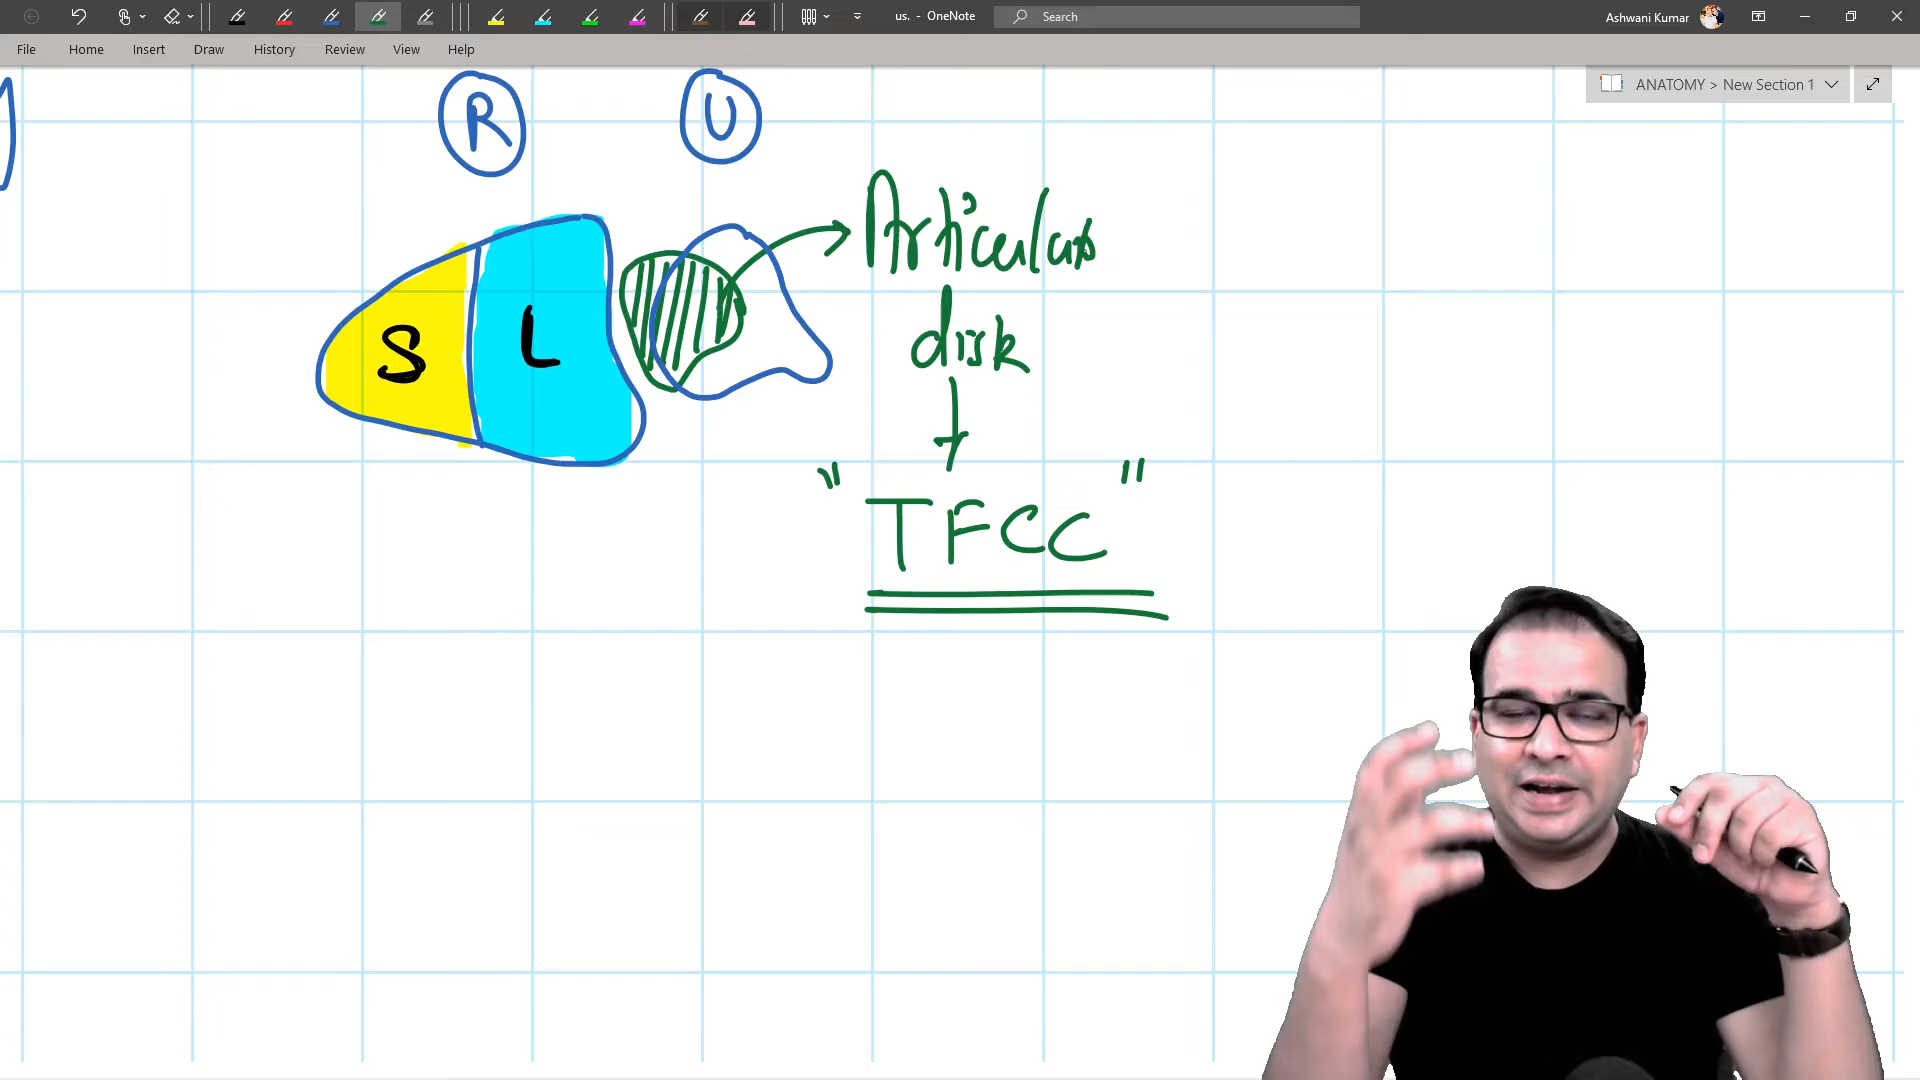 us. - OneNote
Search
Ashwani Kumar
File Home Insert Draw History Review View Help
ANATOMY > New Section 1
R U
Articular
disk
S L
" TFCC "